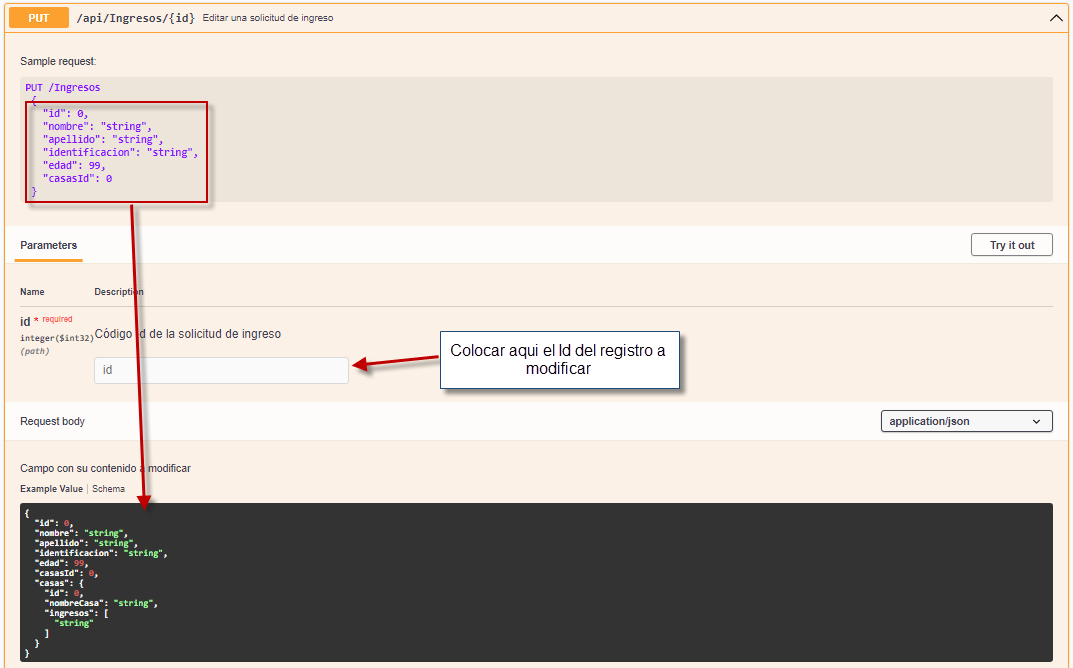 PUT /api/Ingresos/{id} Editar una solicitud de ingreso
Sample request:
PUT /Ingresos
{
"id": 0,
"nombre": "string",
"apellido": "string",
"identificacion": "string",
"edad": 99,
"casasId": 0
}
Parameters
Try it out
Name Description
id * required
integer($int32)
(path)
Código id de la solicitud de ingreso
id
Colocar aqui el Id del registro a
modificar
Request body
application/json
Campo con su contenido a modificar
Example Value | Schema
{
"id": 0,
"nombre": "string",
"apellido": "string",
"identificacion": "string",
"edad": 99,
"casasId": 0,
"casas": {
"id": 0,
"nombreCasa": "string",
"ingresos": [
"string"
]
}
}